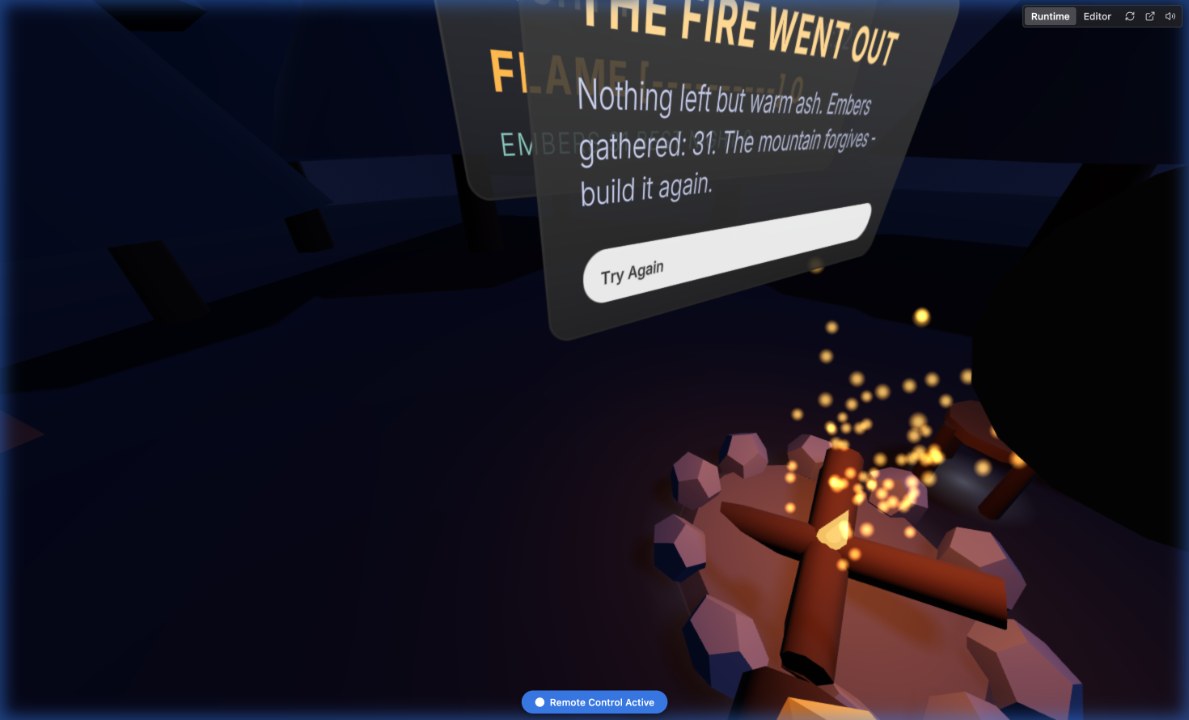 Runtime Editor
THE FIRE WENT OUT
FLAME [----------] 0
Nothing left but warm ash. Embers
gathered: 31. The mountain forgives -
build it again.
Try Again
Remote Control Active